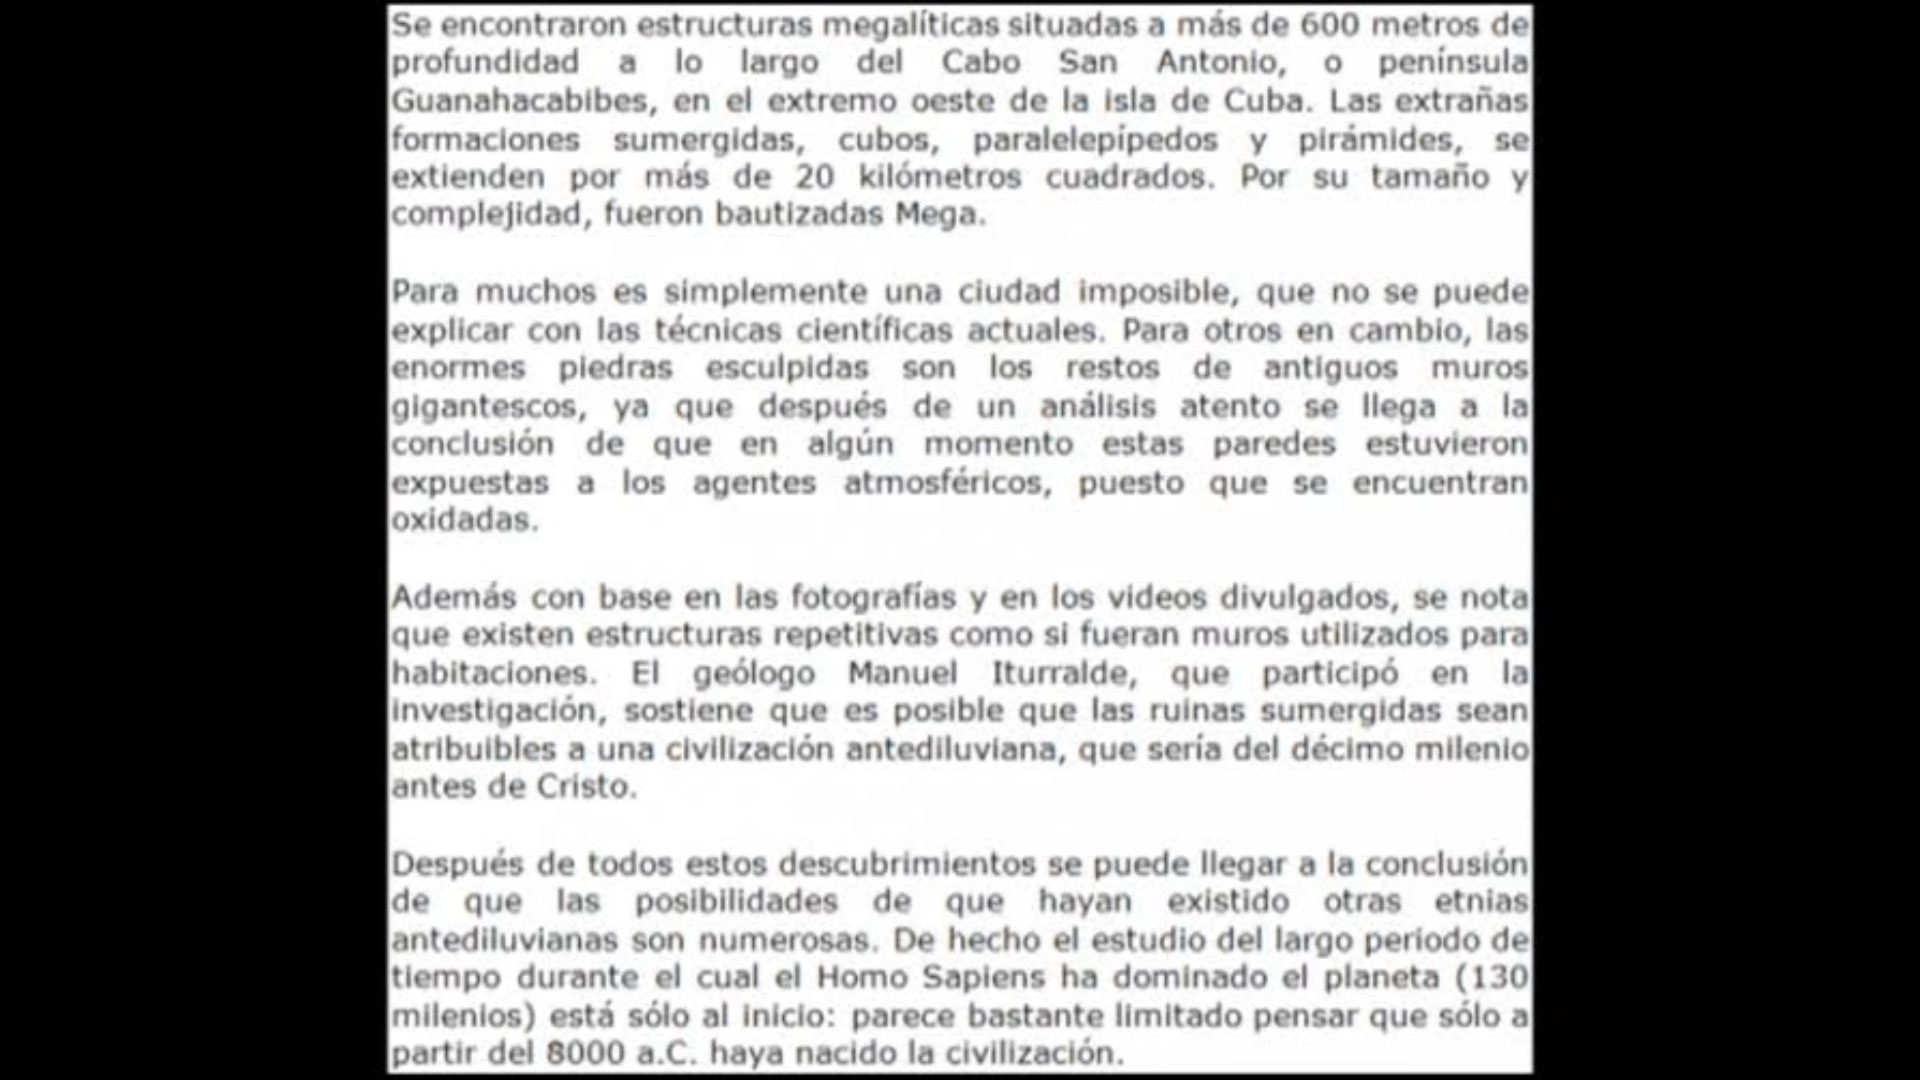 Se encontraron estructuras megalíticas situadas a más de 600 metros de
profundidad a lo largo del Cabo San Antonio, o península
Guanahacabibes, en el extremo oeste de la isla de Cuba. Las extrañas
formaciones sumergidas, cubos, paralelepípedos y pirámides, se
extienden por más de 20 kilómetros cuadrados. Por su tamaño y
complejidad, fueron bautizadas Mega.
Para muchos es simplemente una ciudad imposible, que no se puede
explicar con las técnicas científicas actuales. Para otros en cambio, las
enormes piedras esculpidas son los restos de antiguos muros
gigantescos, ya que después de un análisis atento se llega a la
conclusión de que en algún momento estas paredes estuvieron
expuestas a los agentes atmosféricos, puesto que se encuentran
oxidadas.
Además con base en las fotografías y en los videos divulgados, se nota
que existen estructuras repetitivas como si fueran muros utilizados para
habitaciones. El geólogo Manuel Iturralde, que participó en la
investigación, sostiene que es posible que las ruinas sumergidas sean
atribuibles a una civilización antediluviana, que sería del décimo milenio
antes de Cristo.
Después de todos estos descubrimientos se puede llegar a la conclusión
de que las posibilidades de que hayan existido otras etnias
antediluvianas son numerosas. De hecho el estudio del largo periodo de
tiempo durante el cual el Homo Sapiens ha dominado el planeta (130
milenios) está sólo al inicio: parece bastante limitado pensar que sólo a
partir del 8000 a.C. haya nacido la civilización.